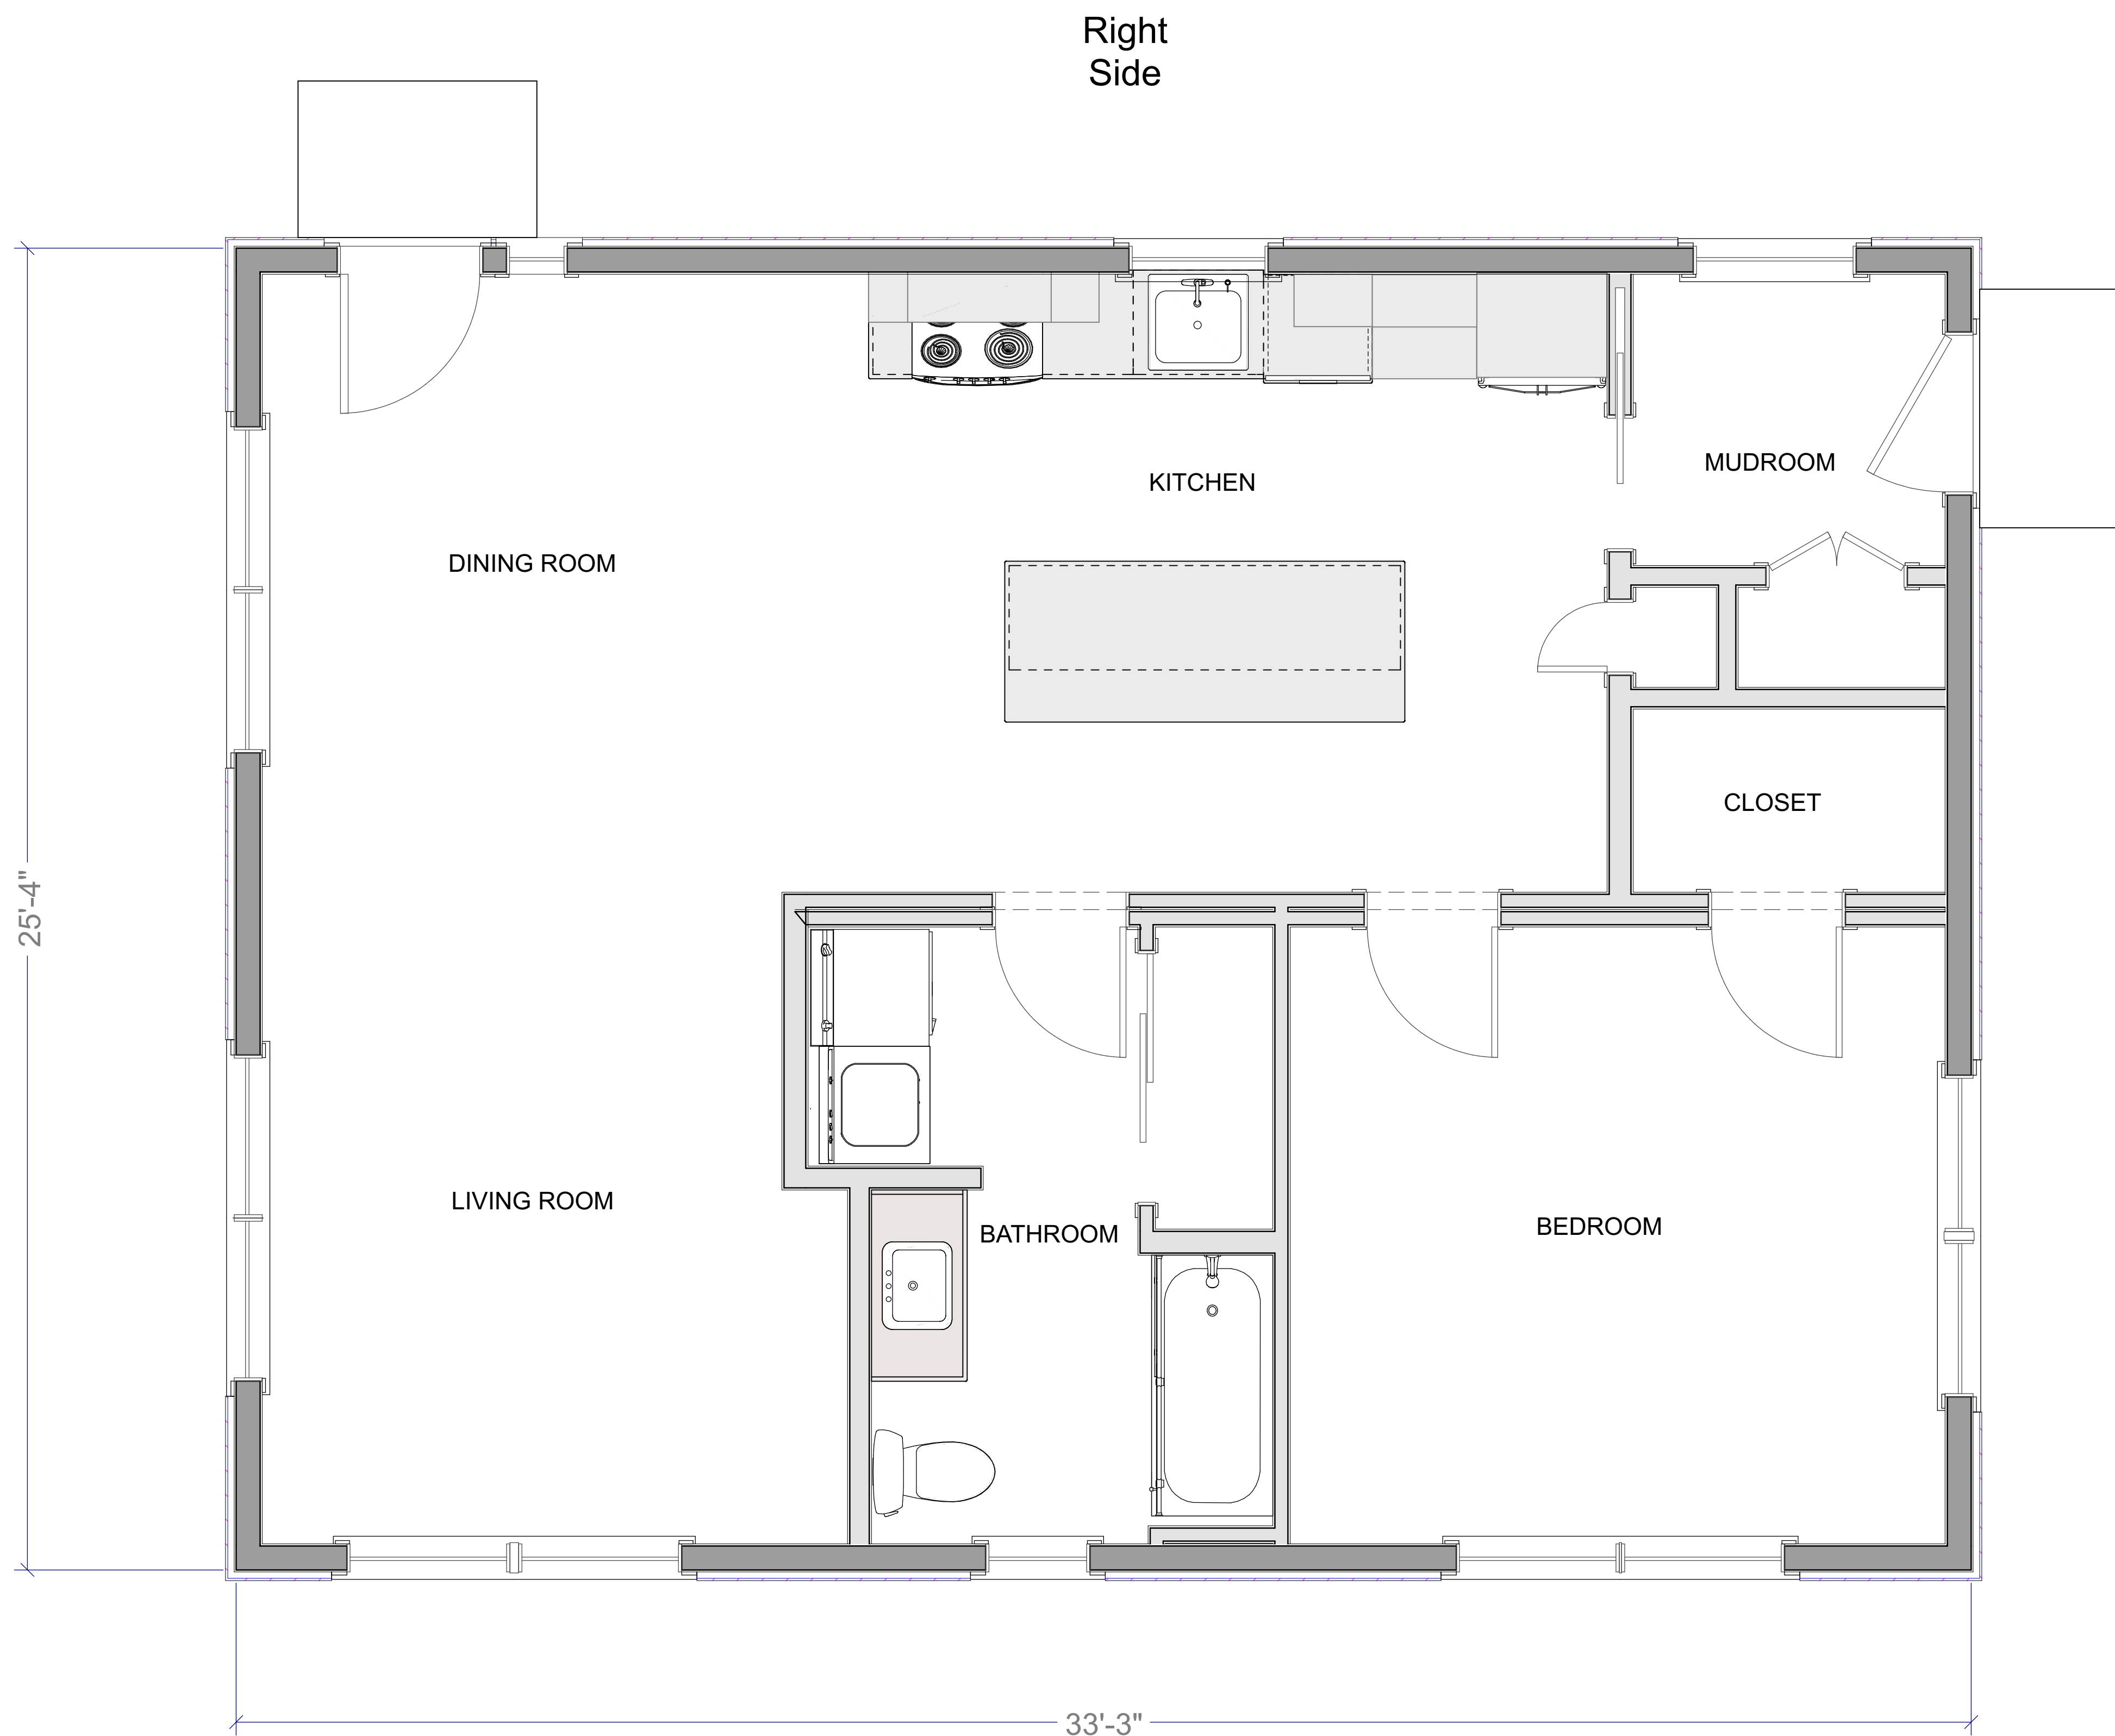 Right
Side
KITCHEN
MUDROOM
DINING ROOM
CLOSET
25'-4"
LIVING ROOM
BATHROOM
BEDROOM
33'-3"